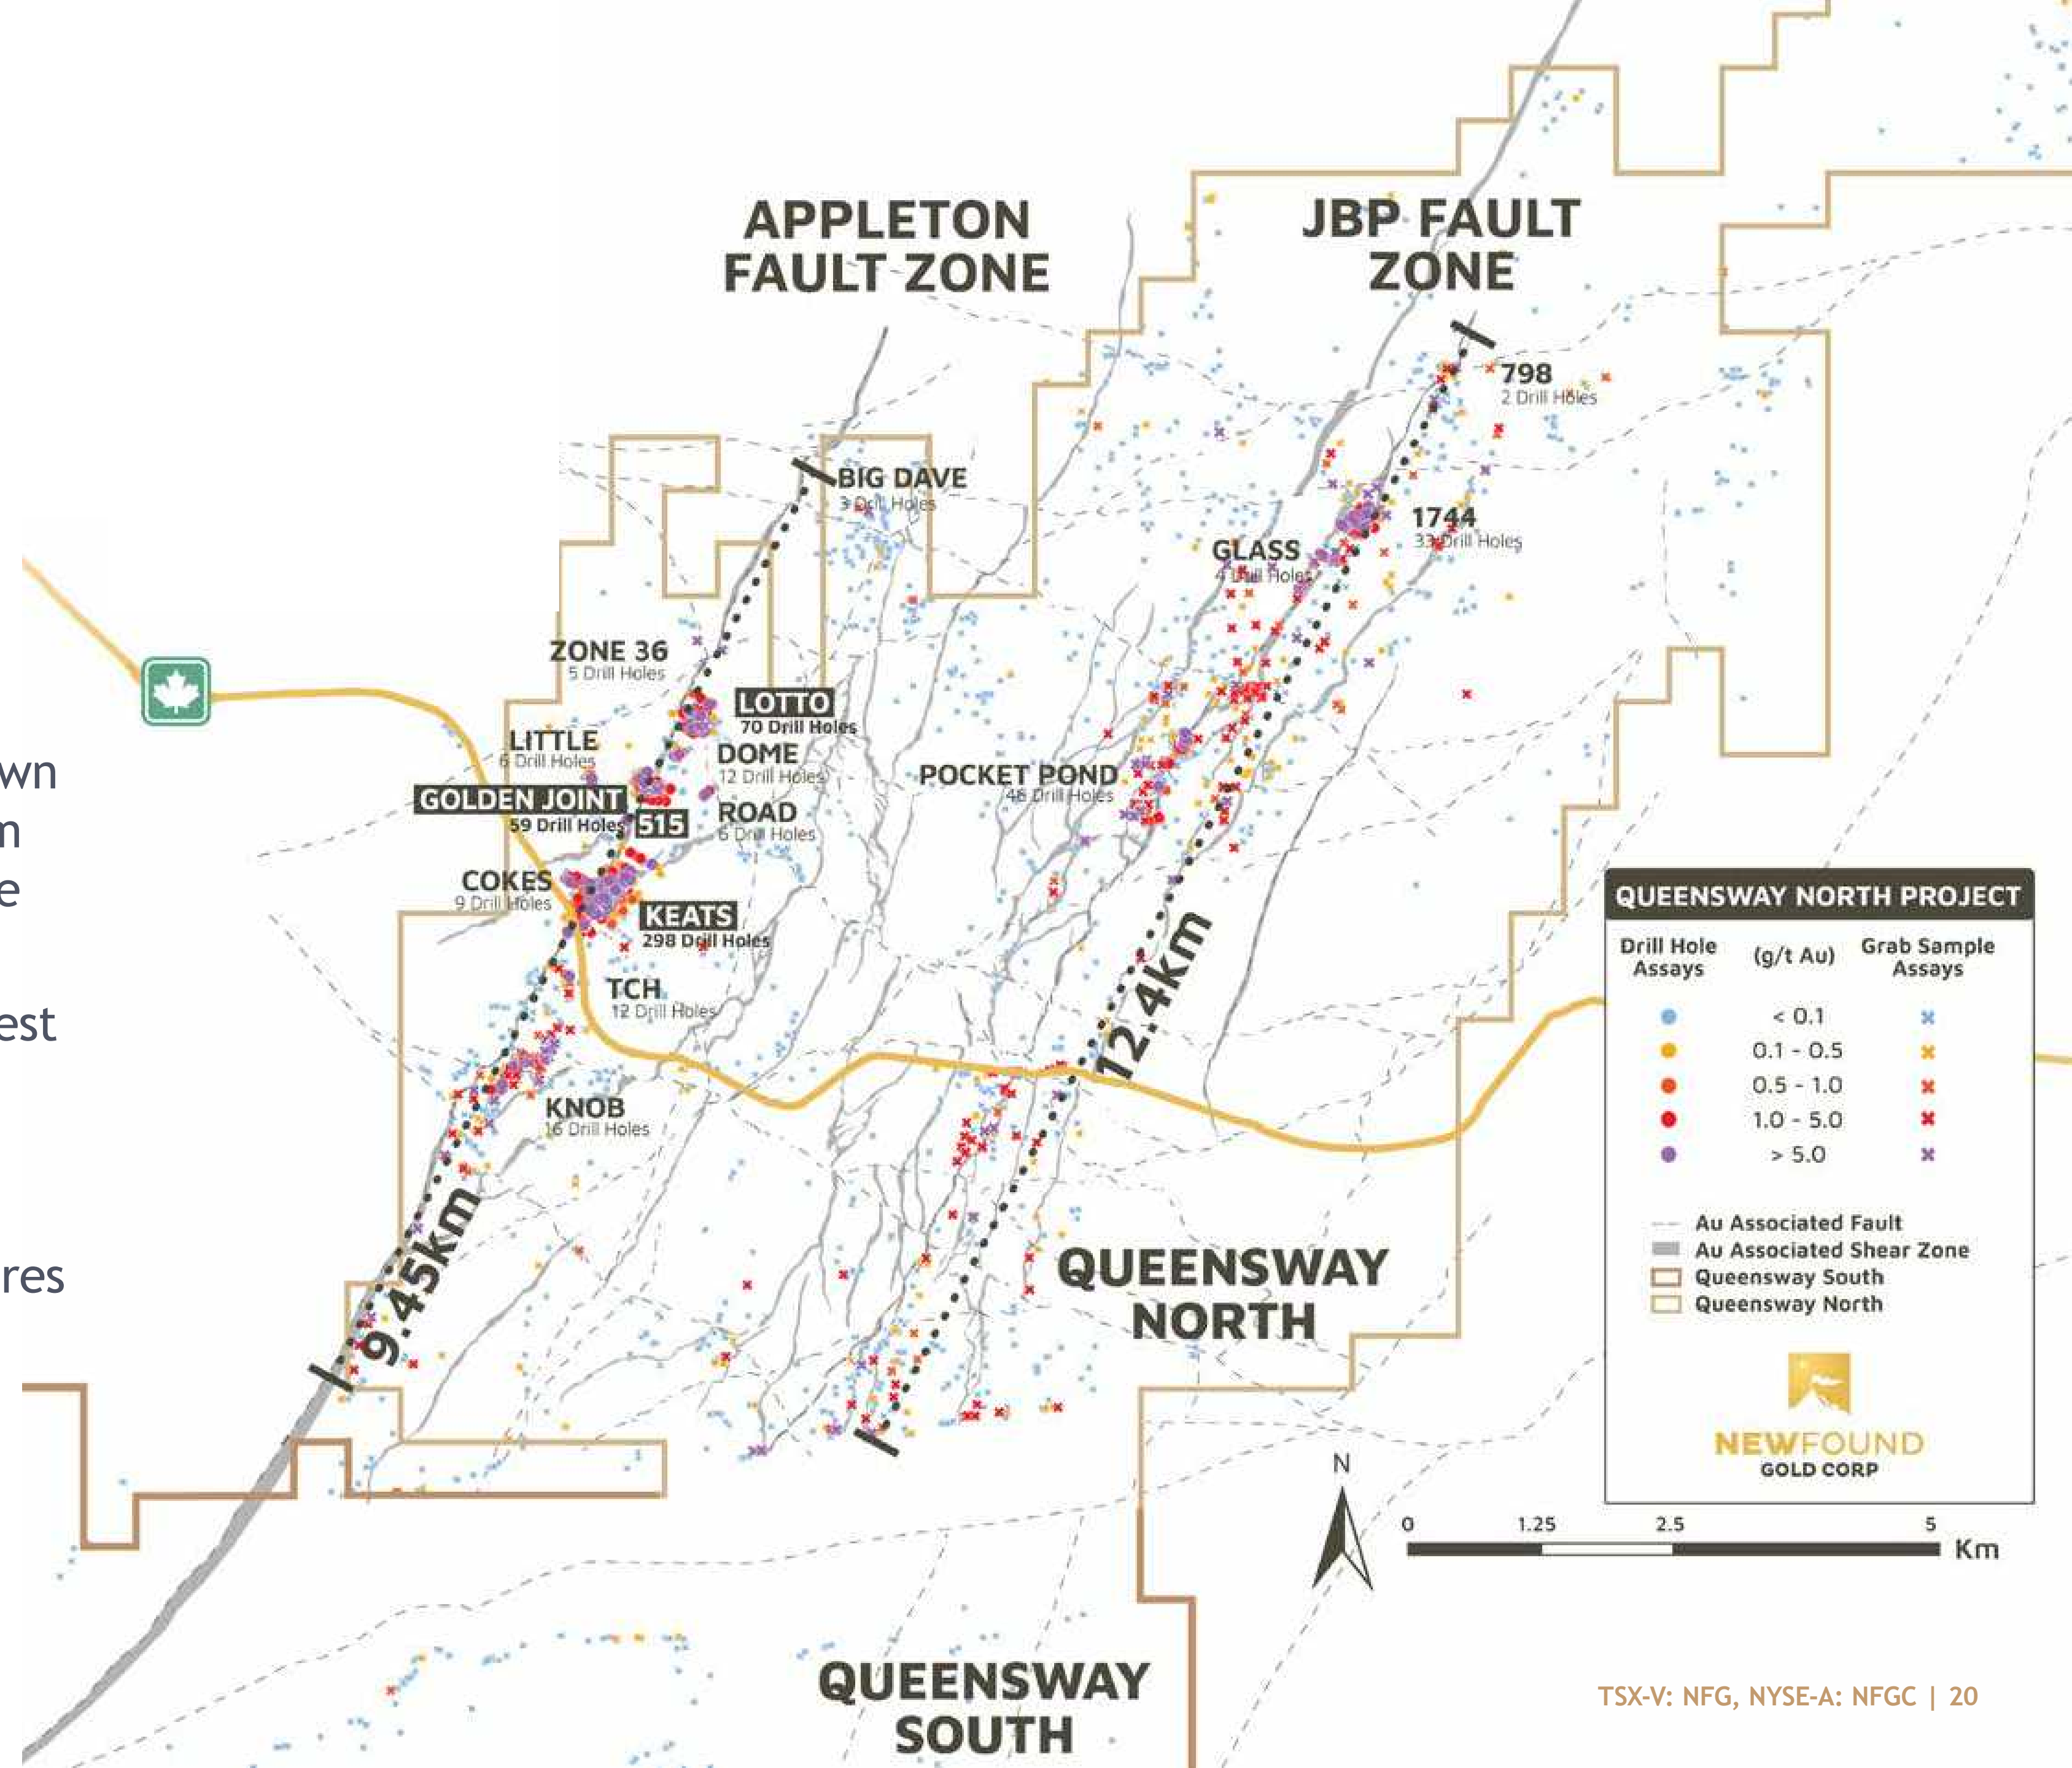 APPLETON
FAULT ZONE
JBP FAULT
ZONE
798
2 Drill Holes
BIG DAVE
3 Drill Holes
1744
33 Drill Holes
GLASS
4 Drill Holes
ZONE 36
5 Drill Holes
LOTTO
70 Drill Holes
LITTLE
6 Drill Holes
DOME
12 Drill Holes
POCKET POND
46 Drill Holes
GOLDEN JOINT
59 Drill Holes
515
ROAD
6 Drill Holes
COKES
9 Drill Holes
KEATS
298 Drill Holes
TCH
12 Drill Holes
KNOB
16 Drill Holes
12.4km
9.45km
QUEENSWAY
NORTH
QUEENSWAY
SOUTH
wn
m
e
est
res
QUEENSWAY NORTH PROJECT
Drill Hole Assays (g/t Au) Grab Sample Assays
< 0.1
0.1 - 0.5
0.5 - 1.0
1.0 - 5.0
> 5.0
Au Associated Fault
Au Associated Shear Zone
Queensway South
Queensway North
NEWFOUND
GOLD CORP
N
0 1.25 2.5 5
Km
TSX-V: NFG, NYSE-A: NFGC | 20